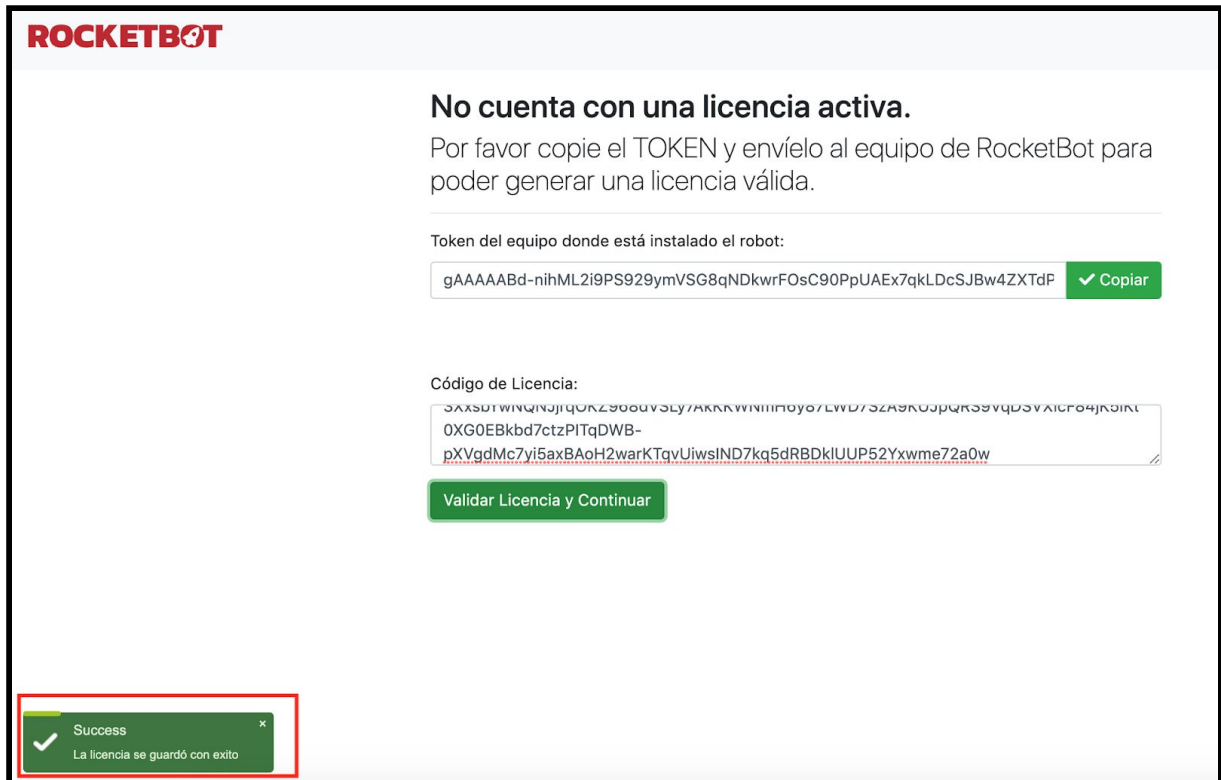 ROCKETBOT
No cuenta con una licencia activa.
Por favor copie el TOKEN y envíelo al equipo de RocketBot para
poder generar una licencia válida.
Token del equipo donde está instalado el robot:
gAAAAABd-nihML2i9PS929ymVSG8qNDkwrFOsC90PpUAEx7qkLDcSJBw4ZXTdP
Copiar
Código de Licencia:
0XG0EBkbd7ctzPITqDWB-
pXVgdMc7yi5axBAoH2warKTqvUiwsIND7kq5dRBDklUUP52Yxwme72a0w
Validar Licencia y Continuar
Success
×
La licencia se guardó con exito